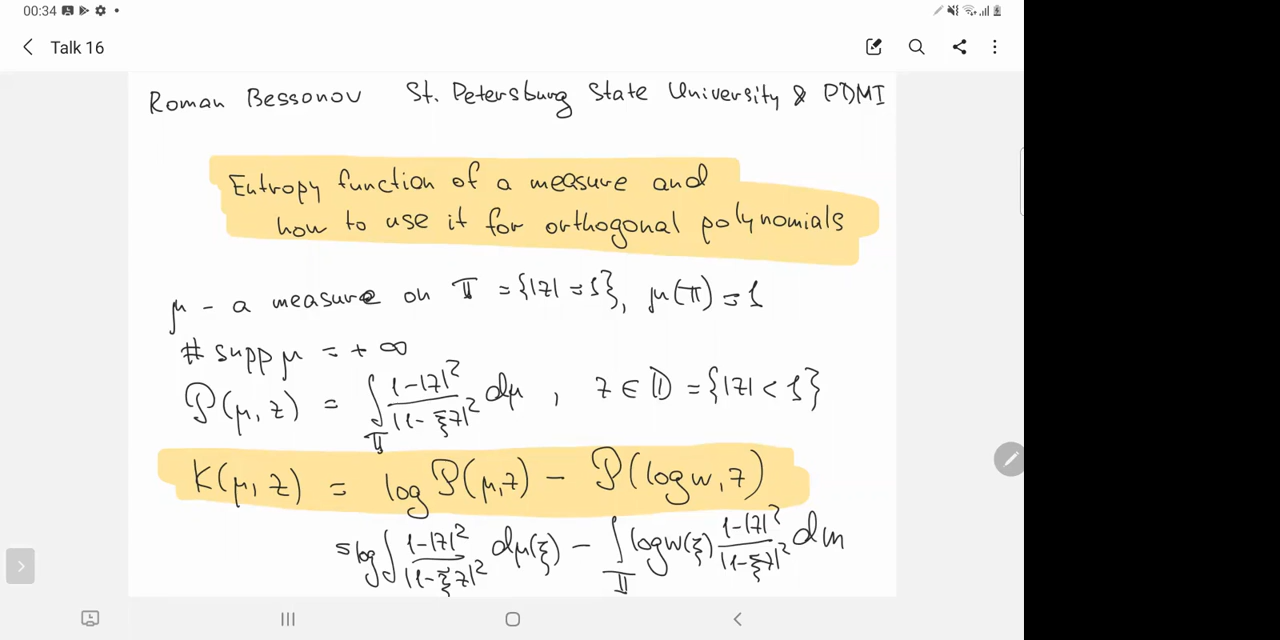 00:34
Talk 16
Roman Bessonov St. Petersburg State University & PDMI
Entropy function of a measure and
how to use it for orthogonal polynomials
μ - a measure on 𝕋 = {|z| = 1}, μ(𝕋) = 1
# supp μ = +∞
𝒫(μ, z) = ∫_𝕋 (1-|z|²)/|1-ξ̄z|² dμ, z ∈ 𝔻 = {|z| < 1}
K(μ, z) = log 𝒫(μ, z) - 𝒫(log w, z)
= log ∫ (1-|z|²)/|1-ξ̄z|² dμ(ξ) - ∫_𝕋 log w(ξ) (1-|z|²)/|1-ξ̄z|² dm